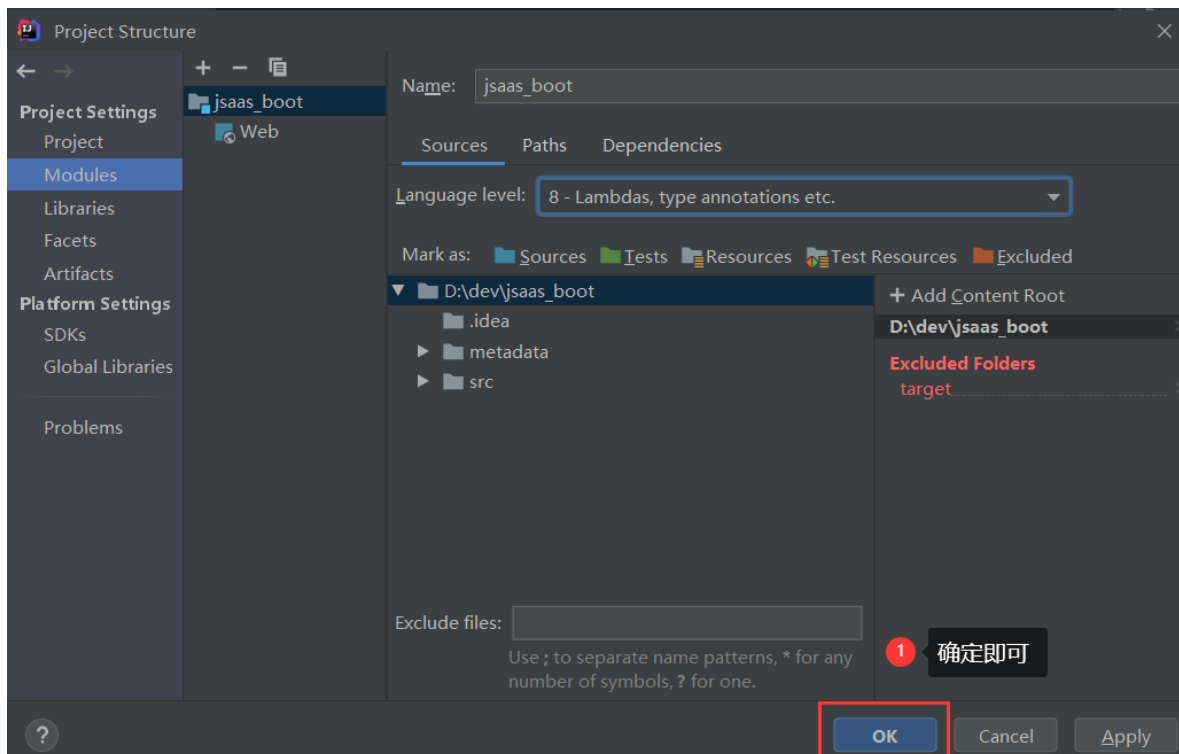 Project Structure
Project Settings
Project
Modules
Libraries
Facets
Artifacts
Platform Settings
SDKs
Global Libraries
Problems
jsaas_boot
Web
Name: jsaas_boot
Sources Paths Dependencies
Language level: 8 - Lambdas, type annotations etc.
Mark as: Sources Tests Resources Test Resources Excluded
D:\dev\jsaas_boot
.idea
metadata
src
+ Add Content Root
D:\dev\jsaas_boot
Excluded Folders
target
Exclude files:
Use ; to separate name patterns, * for any
number of symbols, ? for one.
1 确定即可
?
OK Cancel Apply